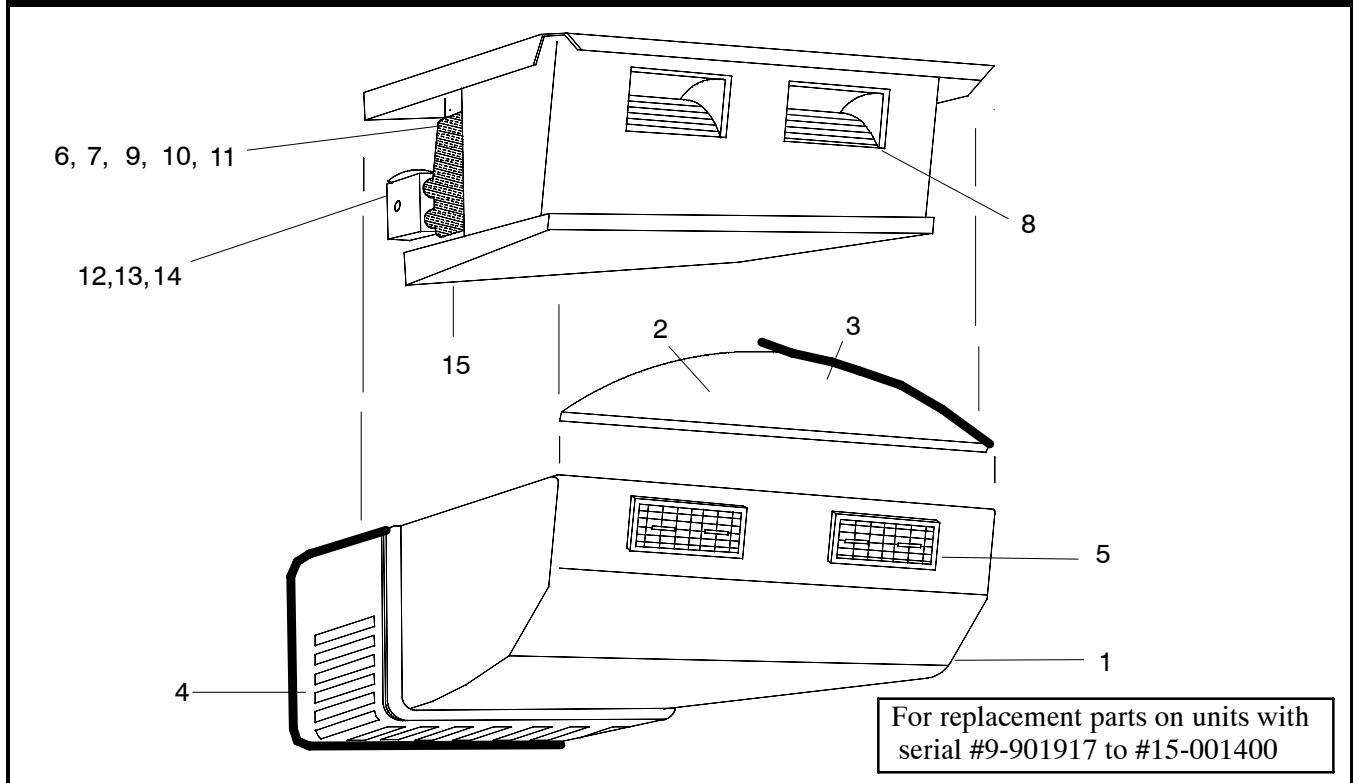 6, 7, 9, 10, 11
8
12,13,14
2
3
15
5
1
4
For replacement parts on units with
serial #9-901917 to #15-001400